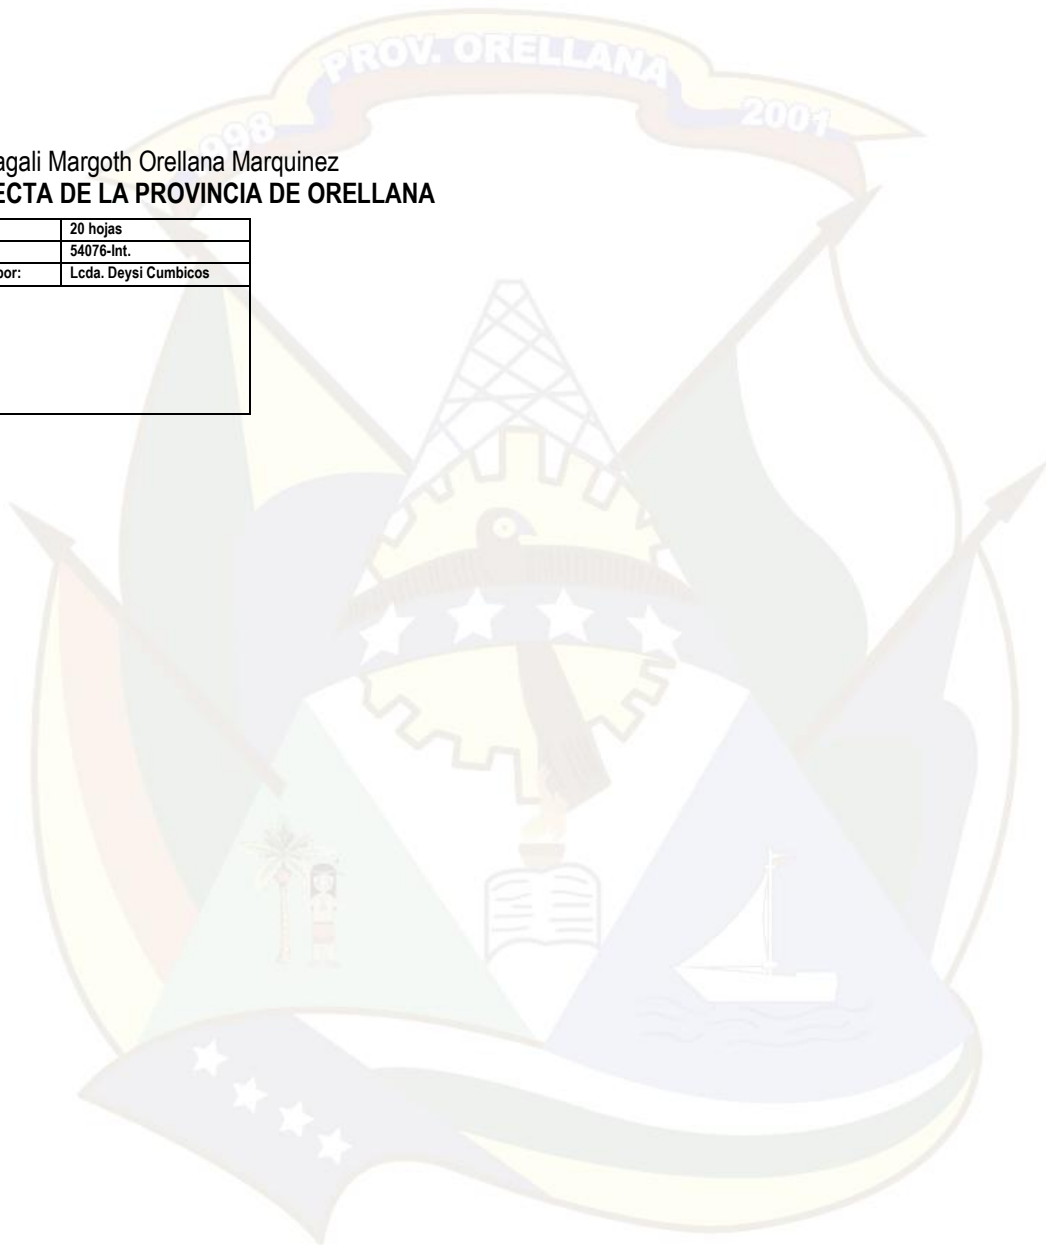 PROV. ORELLANA
1998 2001
agali Margoth Orellana Marquinez
ECTA DE LA PROVINCIA DE ORELLANA
20 hojas
54076-Int.
por: Lcda. Deysi Cumbicos